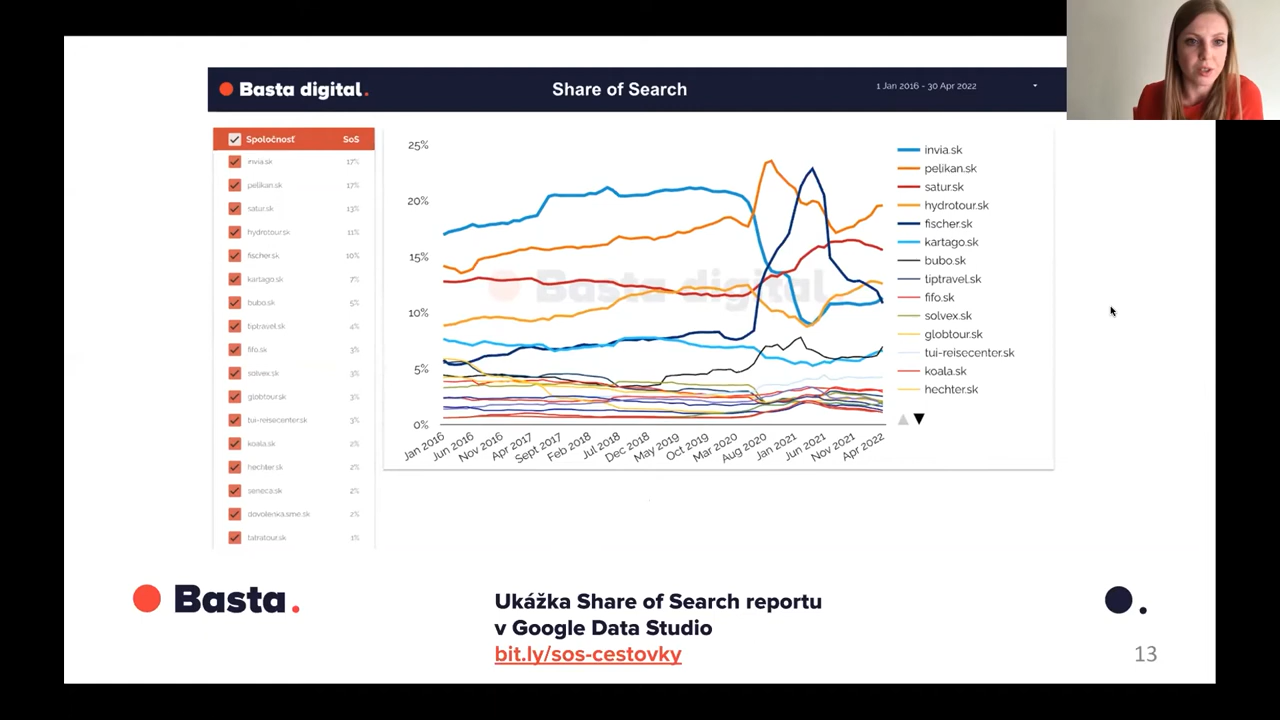 Basta digital.
Share of Search
1 Jan 2016 - 30 Apr 2022
Spoločnosť SoS
invia.sk 17%
pelikan.sk 17%
satur.sk 13%
hydrotour.sk 11%
fischer.sk 10%
kartago.sk 7%
bubo.sk 5%
tiptravel.sk 4%
fifo.sk 3%
solvex.sk 3%
globtour.sk 3%
tui-reisecenter.sk 3%
koala.sk 2%
hechter.sk 2%
seneca.sk 2%
dovolenka.sme.sk 2%
tatratour.sk 1%
25%
20%
15%
10%
5%
0%
Basta digital
Jan 2016
Jun 2016
Nov 2016
Apr 2017
Sept 2017
Feb 2018
Jul 2018
Dec 2018
May 2019
Oct 2019
Mar 2020
Aug 2020
Jan 2021
Jun 2021
Nov 2021
Apr 2022
invia.sk
pelikan.sk
satur.sk
hydrotour.sk
fischer.sk
kartago.sk
bubo.sk
tiptravel.sk
fifo.sk
solvex.sk
globtour.sk
tui-reisecenter.sk
koala.sk
hechter.sk
Basta.
Ukážka Share of Search reportu
v Google Data Studio
bit.ly/sos-cestovky
13